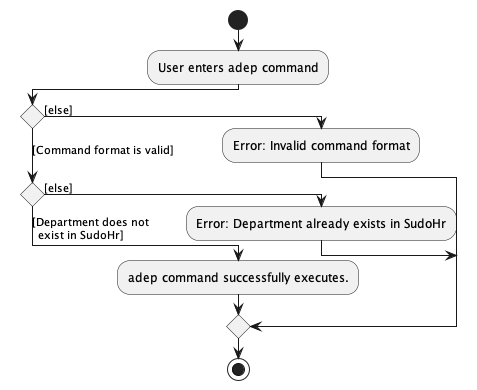 User enters adep command
[else]
Error: Invalid command format
[Command format is valid]
[else]
Error: Department already exists in SudoHr
[Department does not
exist in SudoHr]
adep command successfully executes.